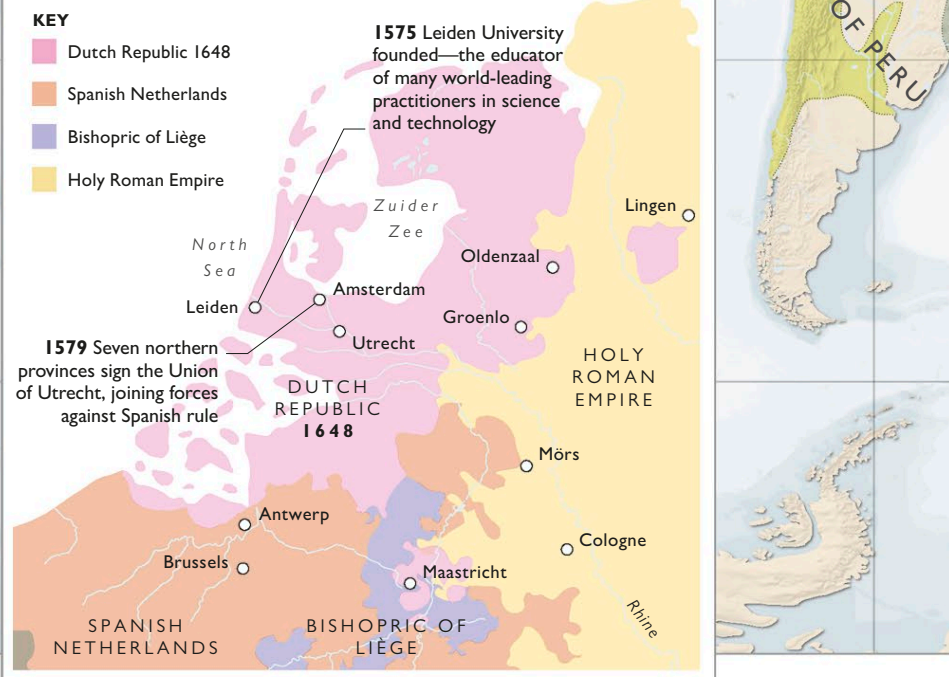 KEY
Dutch Republic 1648
Spanish Netherlands
Bishopric of Liège
Holy Roman Empire
1575 Leiden University
founded—the educator
of many world-leading
practitioners in science
and technology
North
Sea
Zuider
Zee
Lingen
Oldenzaal
Amsterdam
Leiden
Groenlo
Utrecht
1579 Seven northern
provinces sign the Union
of Utrecht, joining forces
against Spanish rule
DUTCH
REPUBLIC
1648
HOLY
ROMAN
EMPIRE
Mörs
Antwerp
Cologne
Brussels
Maastricht
Rhine
SPANISH
NETHERLANDS
BISHOPRIC OF
LIÈGE
OF PERU